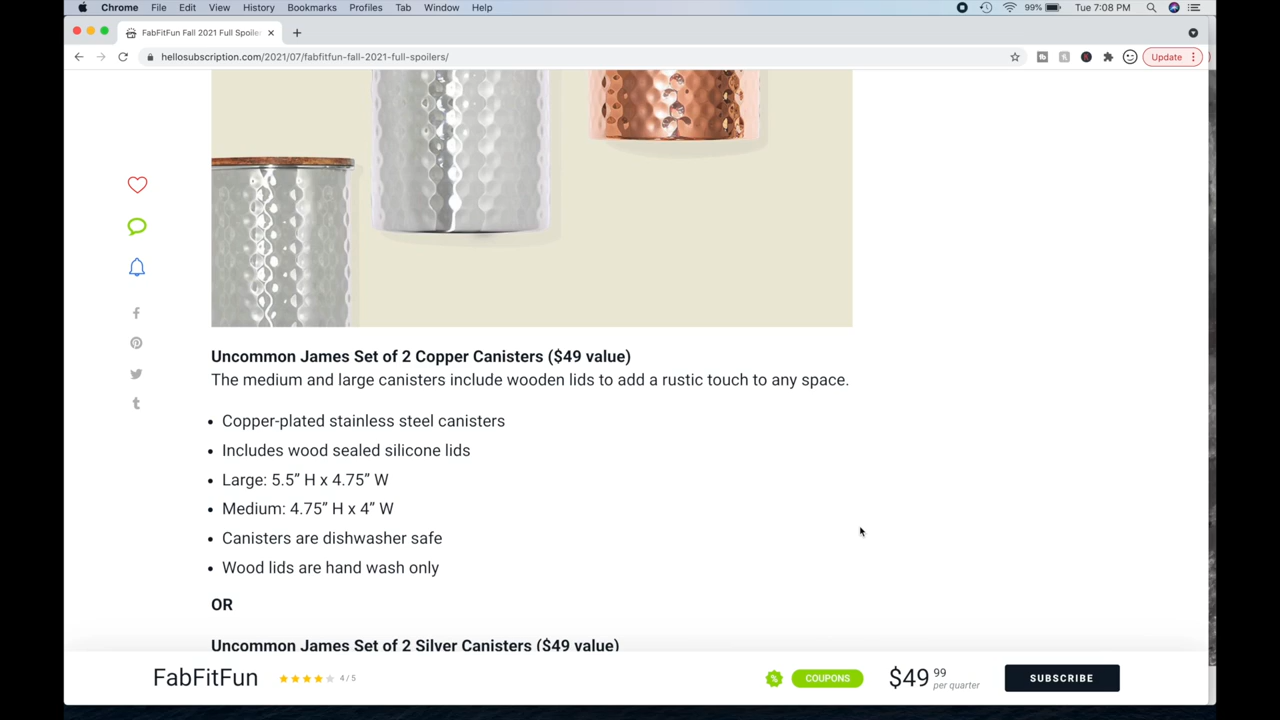 Chrome File Edit View History Bookmarks Profiles Tab Window Help 99% Tue 7:08 PM
FabFitFun Fall 2021 Full Spoiler
hellosubscription.com/2021/07/fabfitfun-fall-2021-full-spoilers/ Update
Uncommon James Set of 2 Copper Canisters ($49 value)
The medium and large canisters include wooden lids to add a rustic touch to any space.
• Copper-plated stainless steel canisters
• Includes wood sealed silicone lids
• Large: 5.5” H x 4.75” W
• Medium: 4.75” H x 4” W
• Canisters are dishwasher safe
• Wood lids are hand wash only
OR
Uncommon James Set of 2 Silver Canisters ($49 value)
FabFitFun 4 / 5 COUPONS $49 99 per quarter SUBSCRIBE